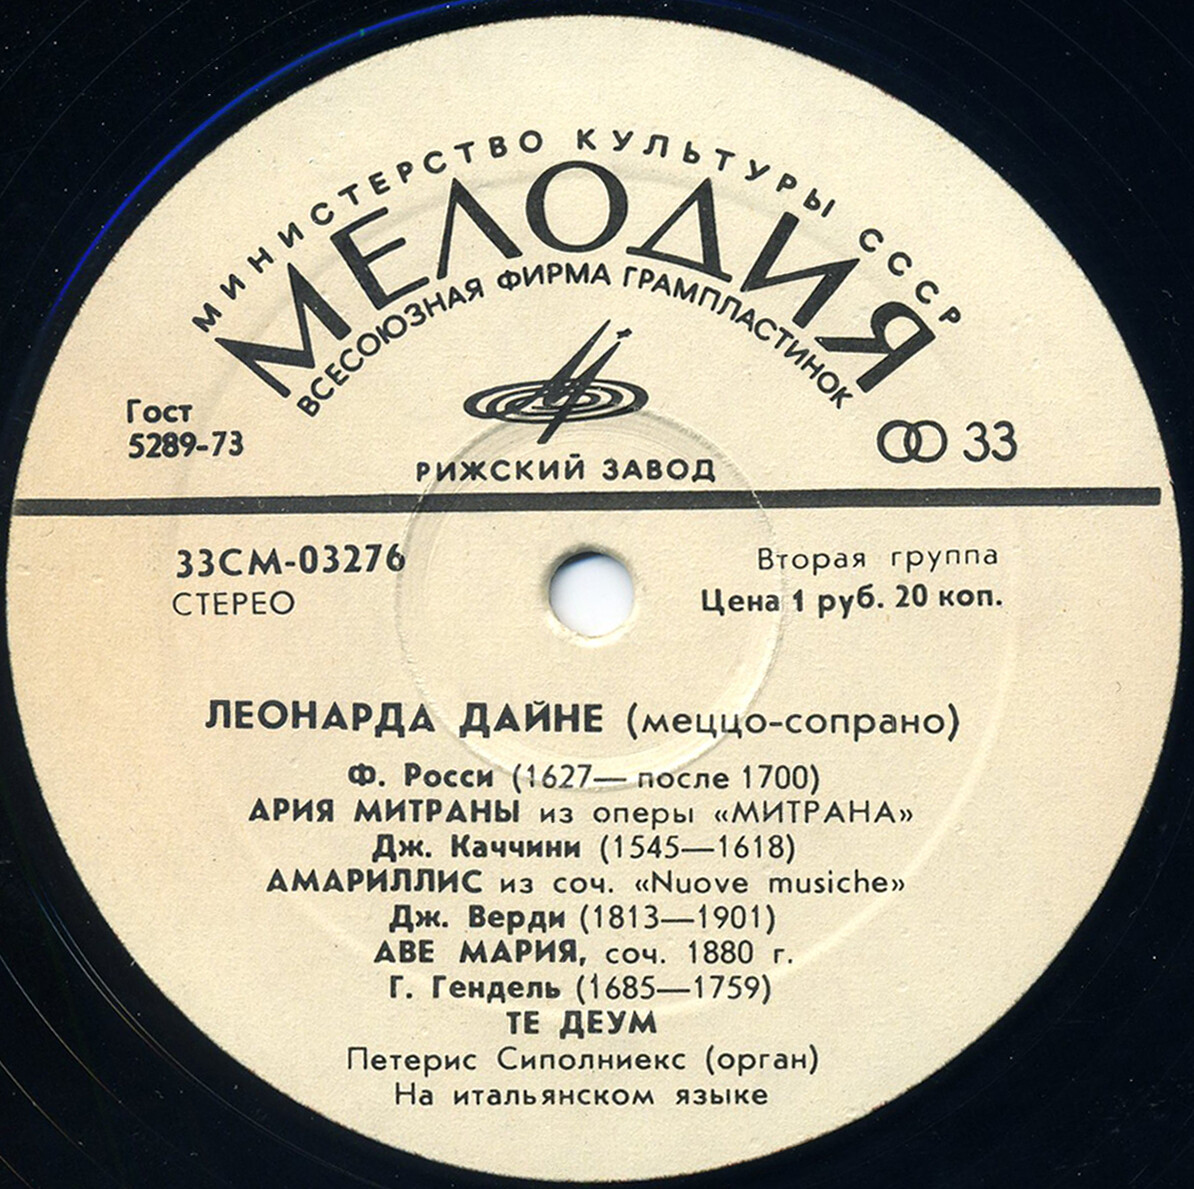 МИНИСТЕРСТВО КУЛЬТУРЫ СССР
МЕЛОДИЯ
ВСЕСОЮЗНАЯ ФИРМА ГРАМПЛАСТИНОК
Гост
5289-73
33
РИЖСКИЙ ЗАВОД
33СМ-03276
СТЕРЕО
Вторая группа
Цена 1 руб. 20 коп.
ЛЕОНАРДА ДАЙНЕ (меццо-сопрано)
Ф. Росси (1627— после 1700)
АРИЯ МИТРАНЫ из оперы «МИТРАНА»
Дж. Каччини (1545—1618)
АМАРИЛЛИС из соч. «Nuove musiche»
Дж. Верди (1813—1901)
АВЕ МАРИЯ, соч. 1880 г.
Г. Гендель (1685—1759)
ТЕ ДЕУМ
Петерис Сиполниекс (орган)
На итальянском языке